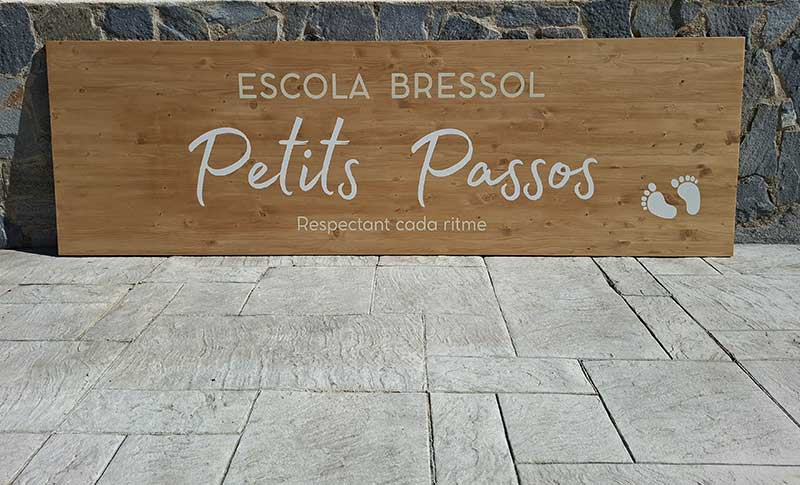 ESCOLA BRESSOL
Petits Passos
Respectant cada ritme